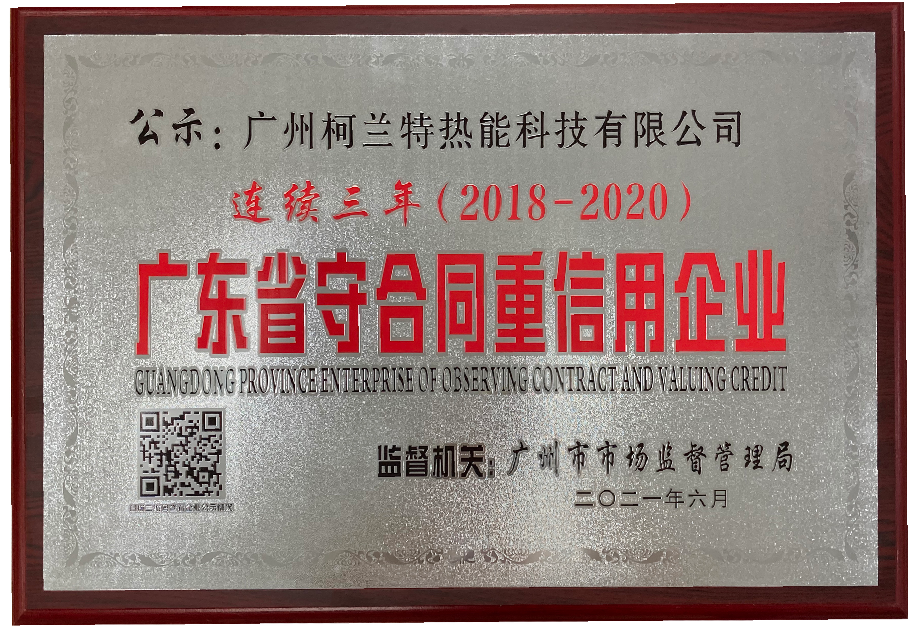 公示：广州柯兰特热能科技有限公司
连续三年（2018-2020）
广东省守合同重信用企业
GUANGDONG PROVINCE ENTERPRISE OF OBSERVING CONTRACT AND VALUING CREDIT
监督机关：广州市市场监督管理局
二〇二一年六月